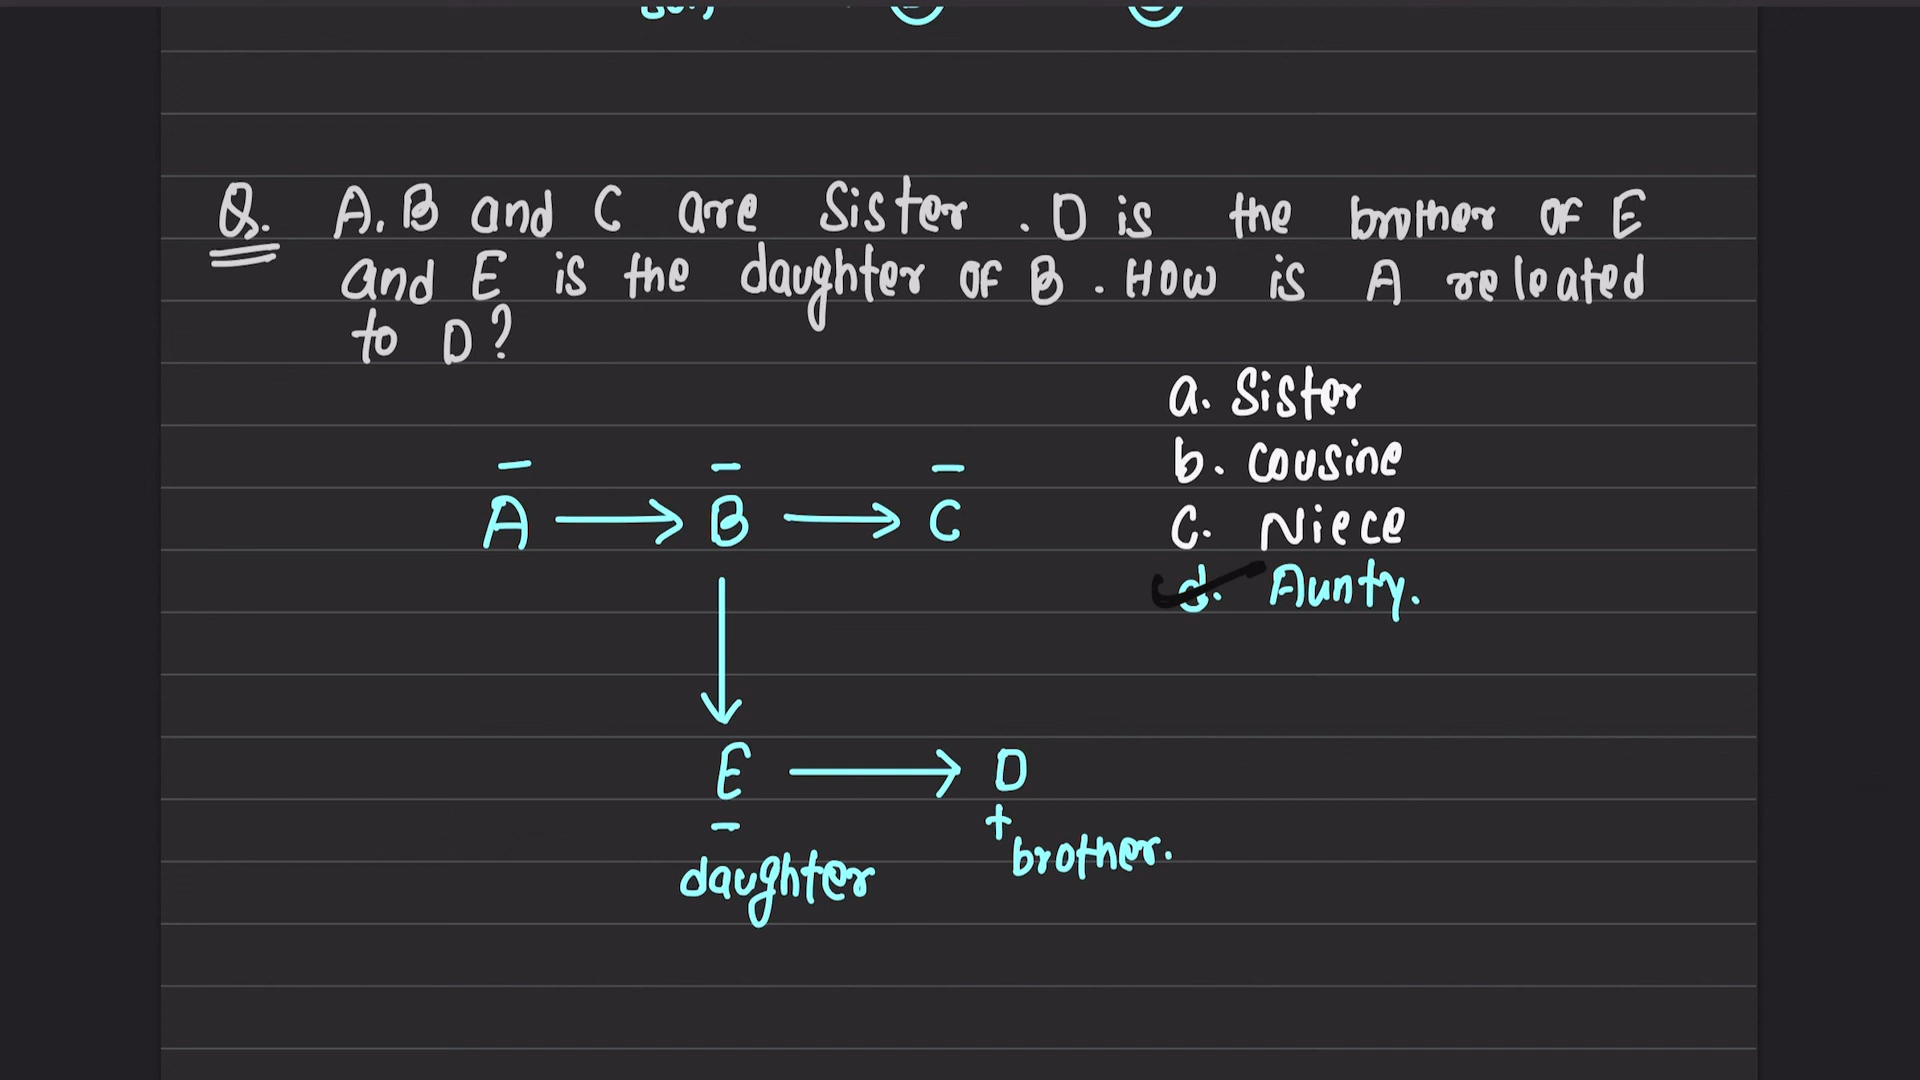 Q. A. B and C are Sister . D is the brother of E
and E is the daughter of B . How is A releated
to D?
a. Sister
b. cousine
C. Niece
d. Aunty.
A B C
E D
daughter
+
brother.